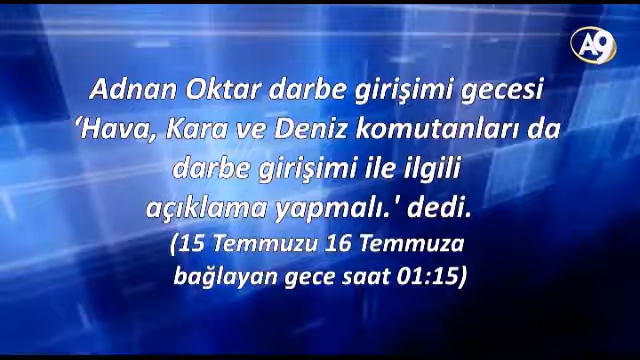 A9
Adnan Oktar darbe girişimi gecesi
‘Hava, Kara ve Deniz komutanları da
darbe girişimi ile ilgili
açıklama yapmalı.' dedi.
(15 Temmuzu 16 Temmuza
bağlayan gece saat 01:15)